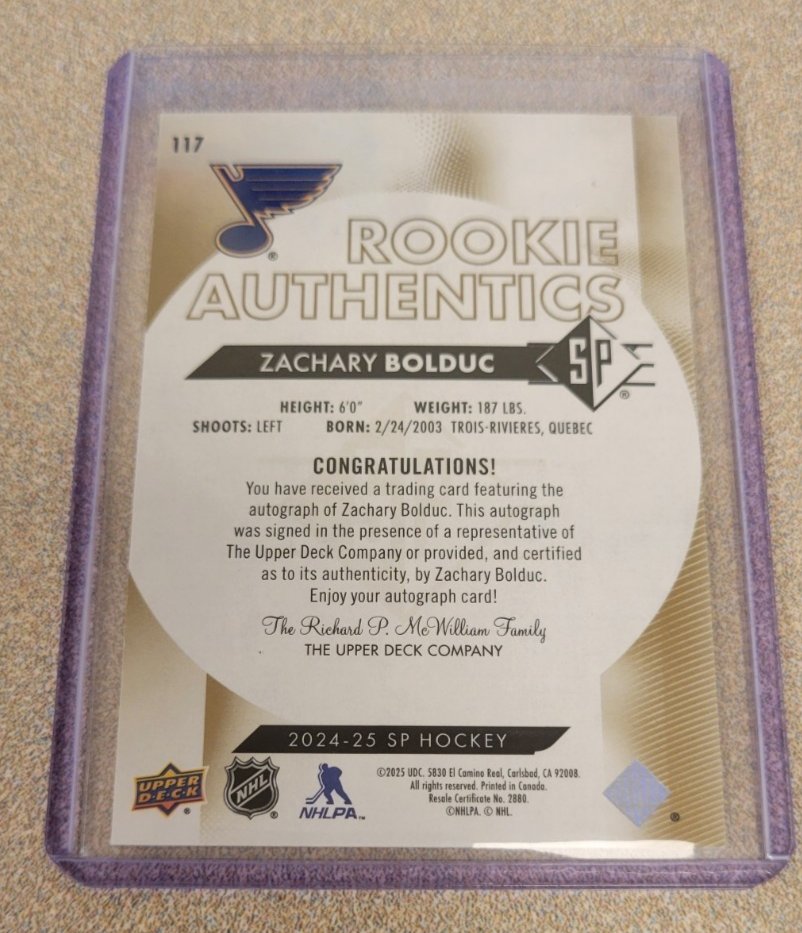 117
ROOKIE
AUTHENTICS
ZACHARY BOLDUC
SP
®
®
HEIGHT: 6'0" WEIGHT: 187 LBS.
SHOOTS: LEFT BORN: 2/24/2003 TROIS-RIVIERES, QUEBEC
CONGRATULATIONS!
You have received a trading card featuring the
autograph of Zachary Bolduc. This autograph
was signed in the presence of a representative of
The Upper Deck Company or provided, and certified
as to its authenticity, by Zachary Bolduc.
Enjoy your autograph card!
The Richard P. McWilliam Family
THE UPPER DECK COMPANY
2024-25 SP HOCKEY
UPPER
D·E·C·K
®
NHL
®
NHLPA™
©2025 UDC. 5830 El Camino Real, Carlsbad, CA 92008.
All rights reserved. Printed in Canada.
Resale Certificate No. 2880.
©NHLPA. © NHL.
®